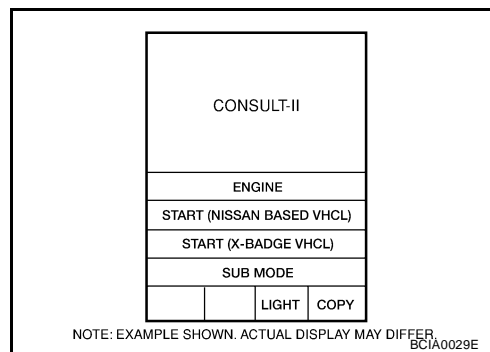 CONSULT-II
ENGINE
START (NISSAN BASED VHCL)
START (X-BADGE VHCL)
SUB MODE
LIGHT COPY
NOTE: EXAMPLE SHOWN. ACTUAL DISPLAY MAY DIFFER.
BCIA0029E